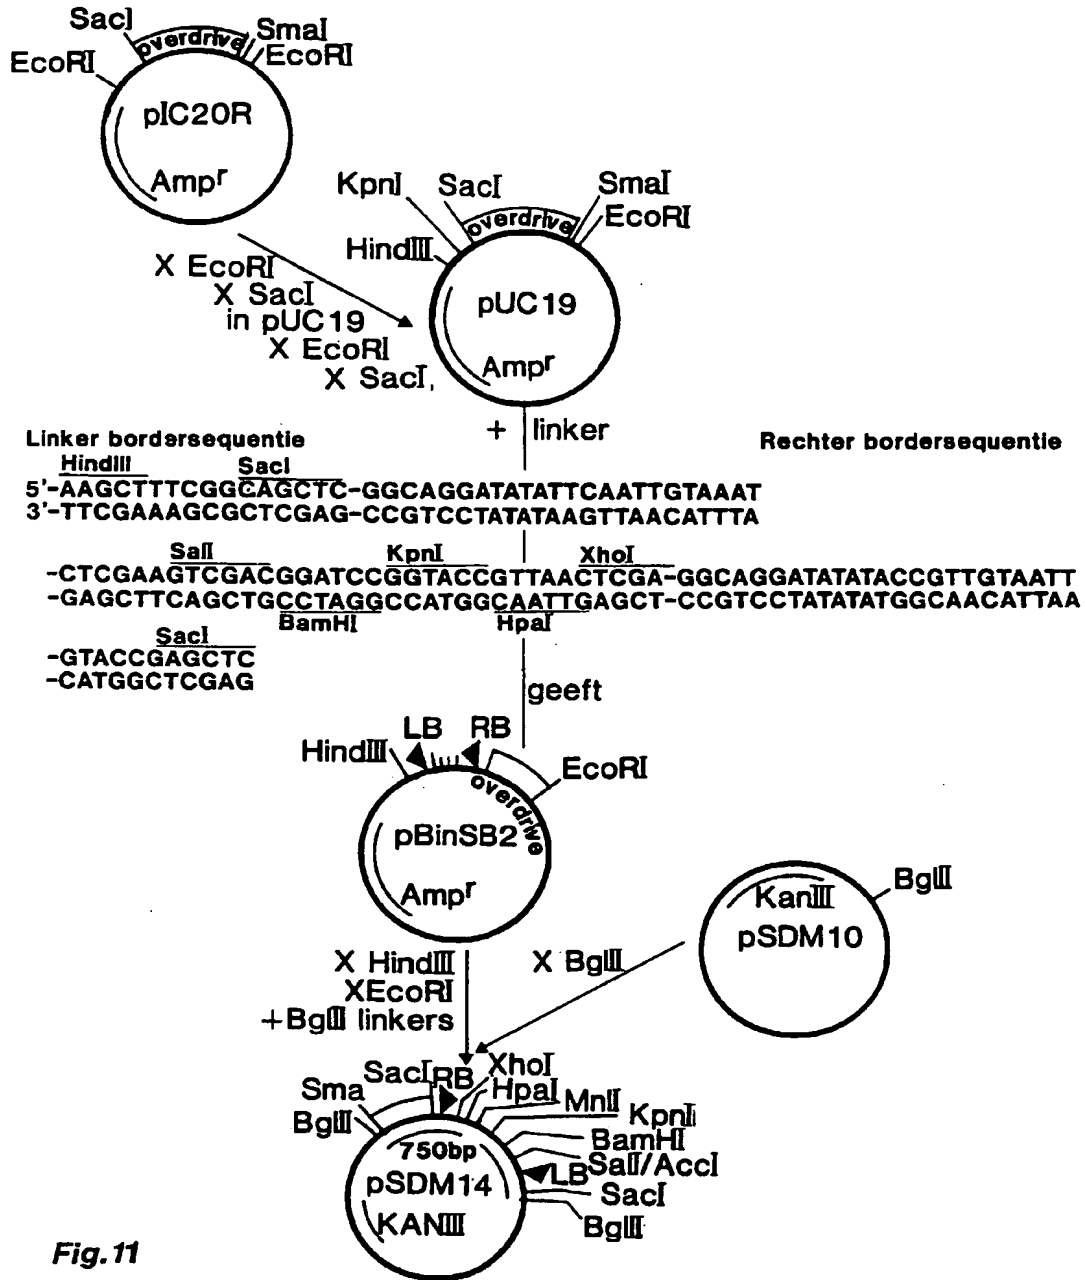 SacI
overdrive
SmaI
EcoRI
EcoRI
pIC20R
Ampr
KpnI
SacI
SmaI
overdrive
EcoRI
HindIII
X EcoRI
X SacI
in pUC19
X EcoRI
X SacI,
pUC19
Ampr
+ linker
Linker bordersequentie
Rechter bordersequentie
HindIII SacI
5'-AAGCTTTCGGCAGCTC-GGCAGGATATATTCAATTGTAAAT
3'-TTCGAAAGCGCTCGAG-CCGTCCTATATAAGTTAACATTTA
SalI KpnI XhoI
-CTCGAAGTCGACGGATCCGGTACCGTTAACTCGA-GGCAGGATATATACCGTTGTAATT
-GAGCTTCAGCTGCCTAGGCCATGGCAATTGAGCT-CCGTCCTATATATGGCAACATTAA
BamHI HpaI
SacI
-GTACCGAGCTC
-CATGGCTCGAG
geeft
LB RB
HindIII
EcoRI
overdrive
pBinSB2
Ampr
KanIII
BglII
pSDM10
X HindIII
XEcoRI
+BglII linkers
X BglII
SacI RB XhoI
Sma
HpaI
MnlI
BglII
KpnI
BamHI
750bp
SalI/AccI
pSDM14
LB
SacI
KANIII
BglII
Fig.11